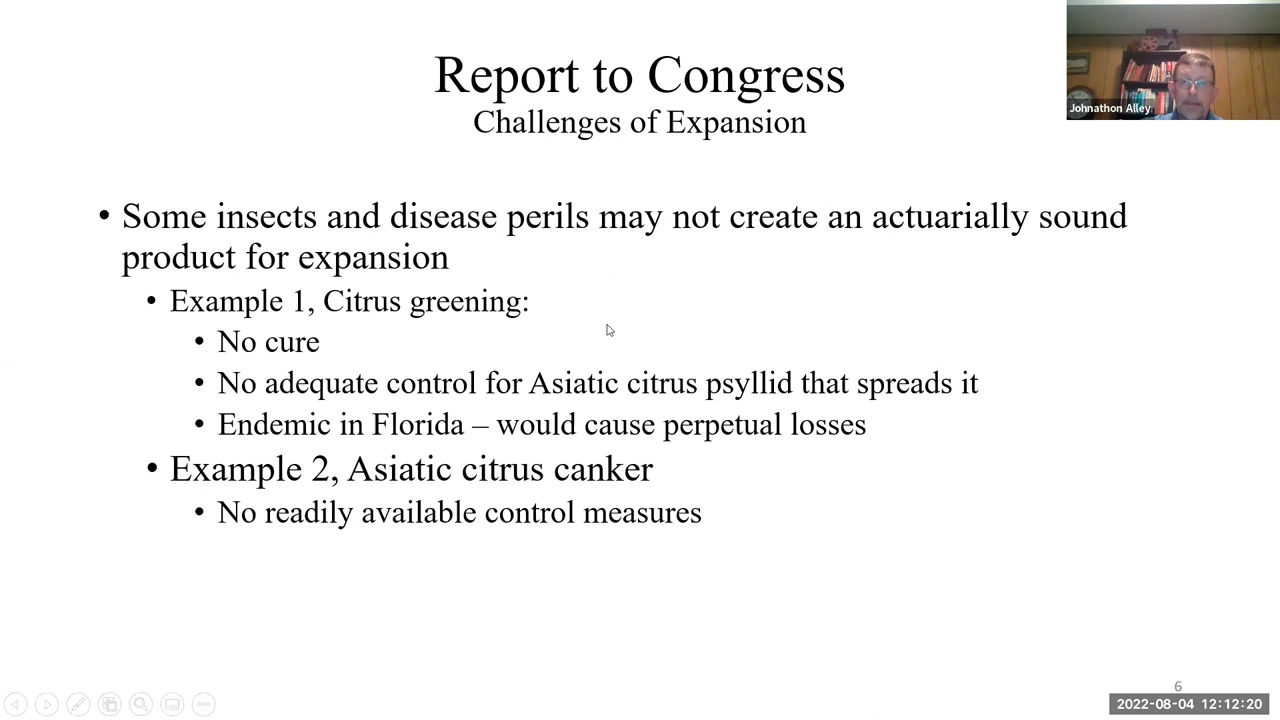 Report to Congress
Challenges of Expansion
Johnathon Alley
• Some insects and disease perils may not create an actuarially sound
product for expansion
• Example 1, Citrus greening:
• No cure
• No adequate control for Asiatic citrus psyllid that spreads it
• Endemic in Florida – would cause perpetual losses
• Example 2, Asiatic citrus canker
• No readily available control measures
6
2022-08-04 12:12:20